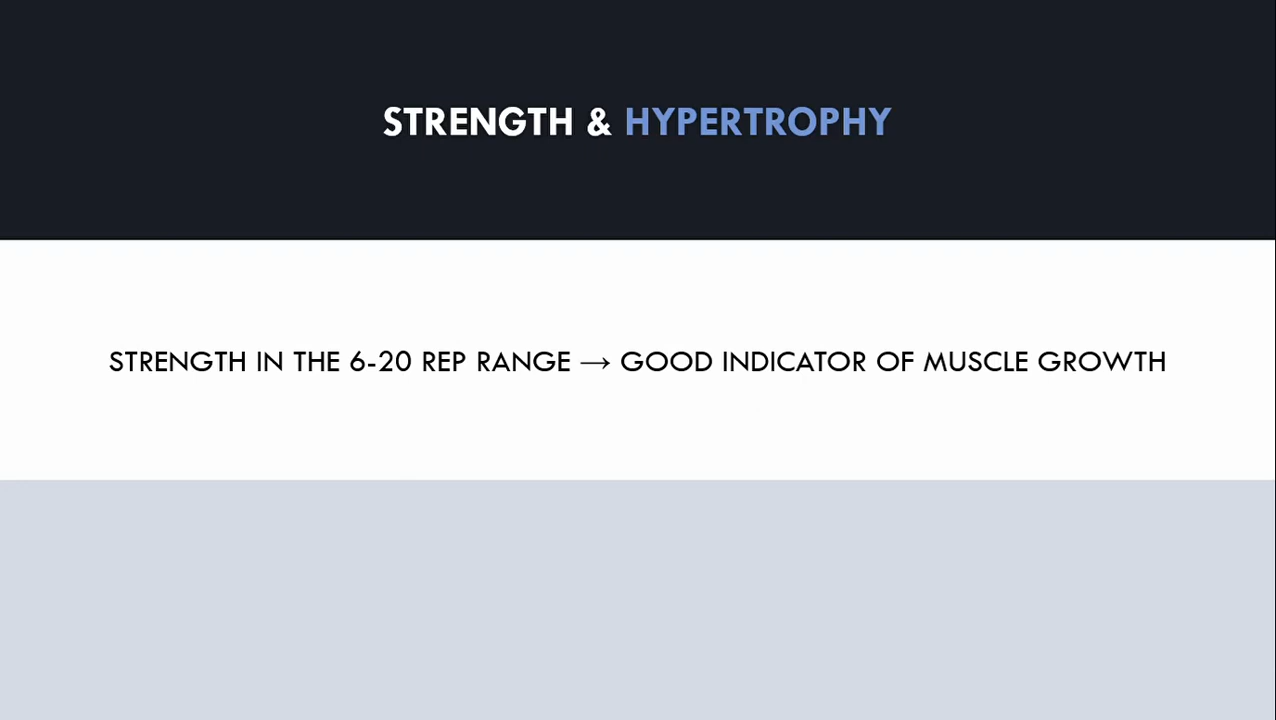 STRENGTH & HYPERTROPHY
STRENGTH IN THE 6-20 REP RANGE → GOOD INDICATOR OF MUSCLE GROWTH